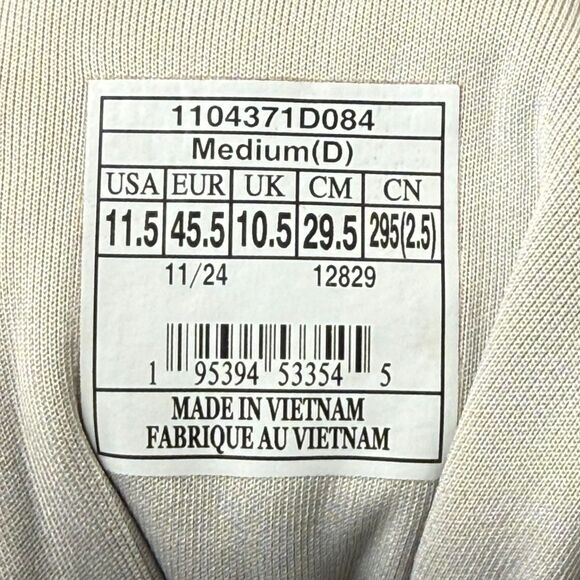 1104371D084
Medium(D)
USA EUR UK CM CN
11.5 45.5 10.5 29.5 295(2.5)
11/24 12829
1 95394 53354 5
MADE IN VIETNAM
FABRIQUE AU VIETNAM